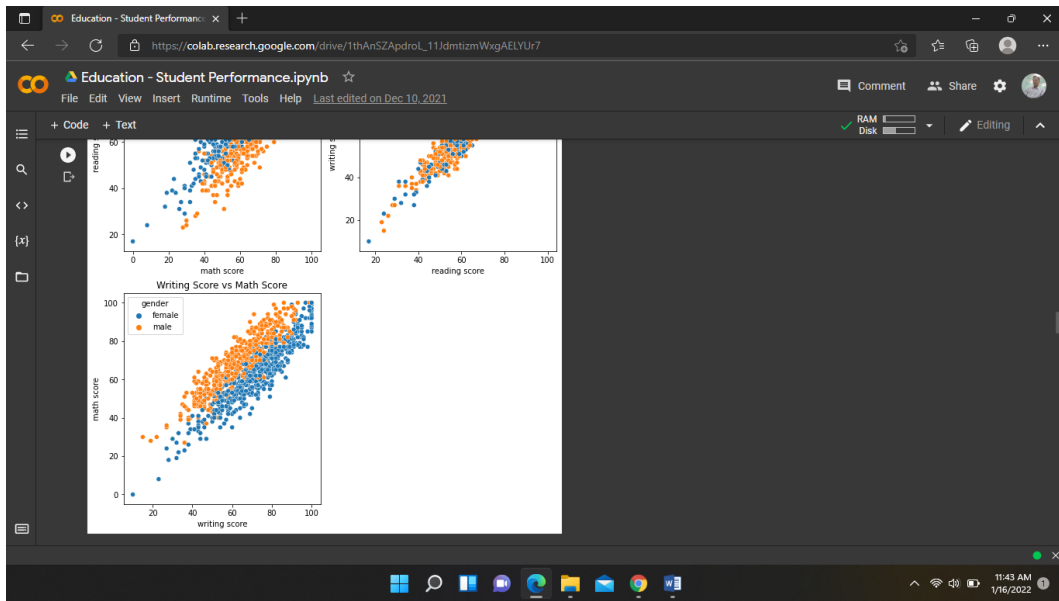 Education - Student Performance
https://colab.research.google.com/drive/1thAnSZApdroL_11JdmtizmWxgAELYUr7
Education - Student Performance.ipynb
Comment
Share
File Edit View Insert Runtime Tools Help Last edited on Dec 10, 2021
+ Code + Text
RAM
Disk
Editing
{x}
reading
60
40
20
0 20 40 60 80 100
math score
writing
40
20
20 40 60 80 100
reading score
Writing Score vs Math Score
gender
female
male
math score
100
80
60
40
20
0
20 40 60 80 100
writing score
11:43 AM
1/16/2022
1